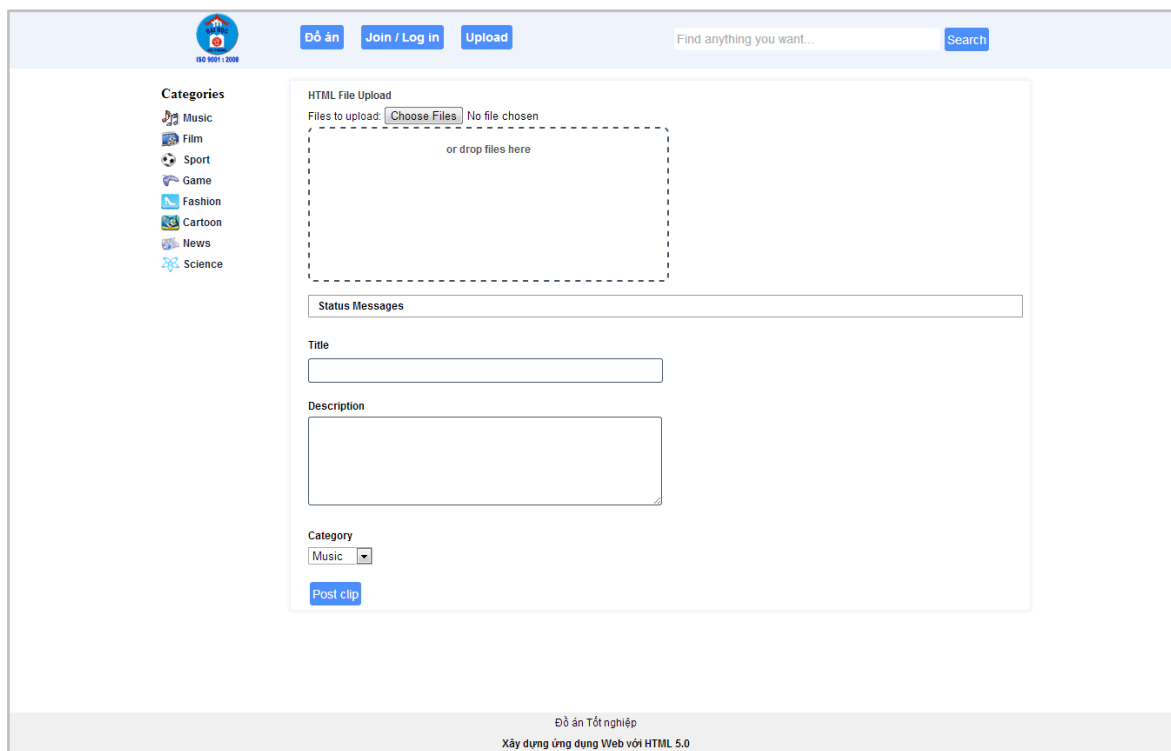 ĐẠI HỌC
ISO 9001 : 2008
Đồ án
Join / Log in
Upload
Find anything you want...
Search
Categories
Music
Film
Sport
Game
Fashion
Cartoon
News
Science
HTML File Upload
Files to upload: Choose Files No file chosen
or drop files here
Status Messages
Title
Description
Category
Music
Post clip
Đồ án Tốt nghiệp
Xây dựng ứng dụng Web với HTML 5.0